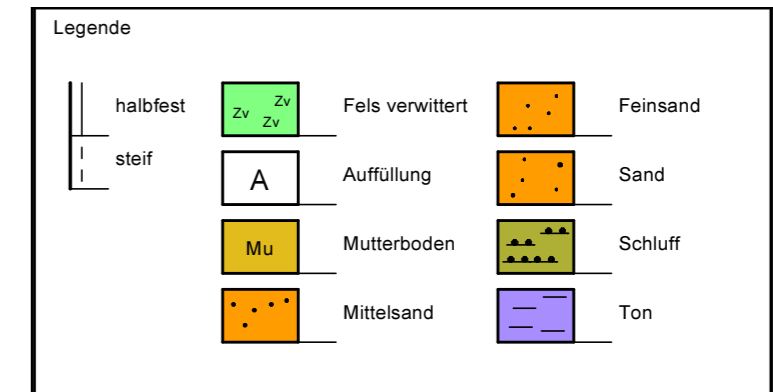 Legende
halbfest
steif
Zv Zv Zv
Fels verwittert
A
Auffüllung
Mu
Mutterboden
Mittelsand
Feinsand
Sand
Schluff
Ton